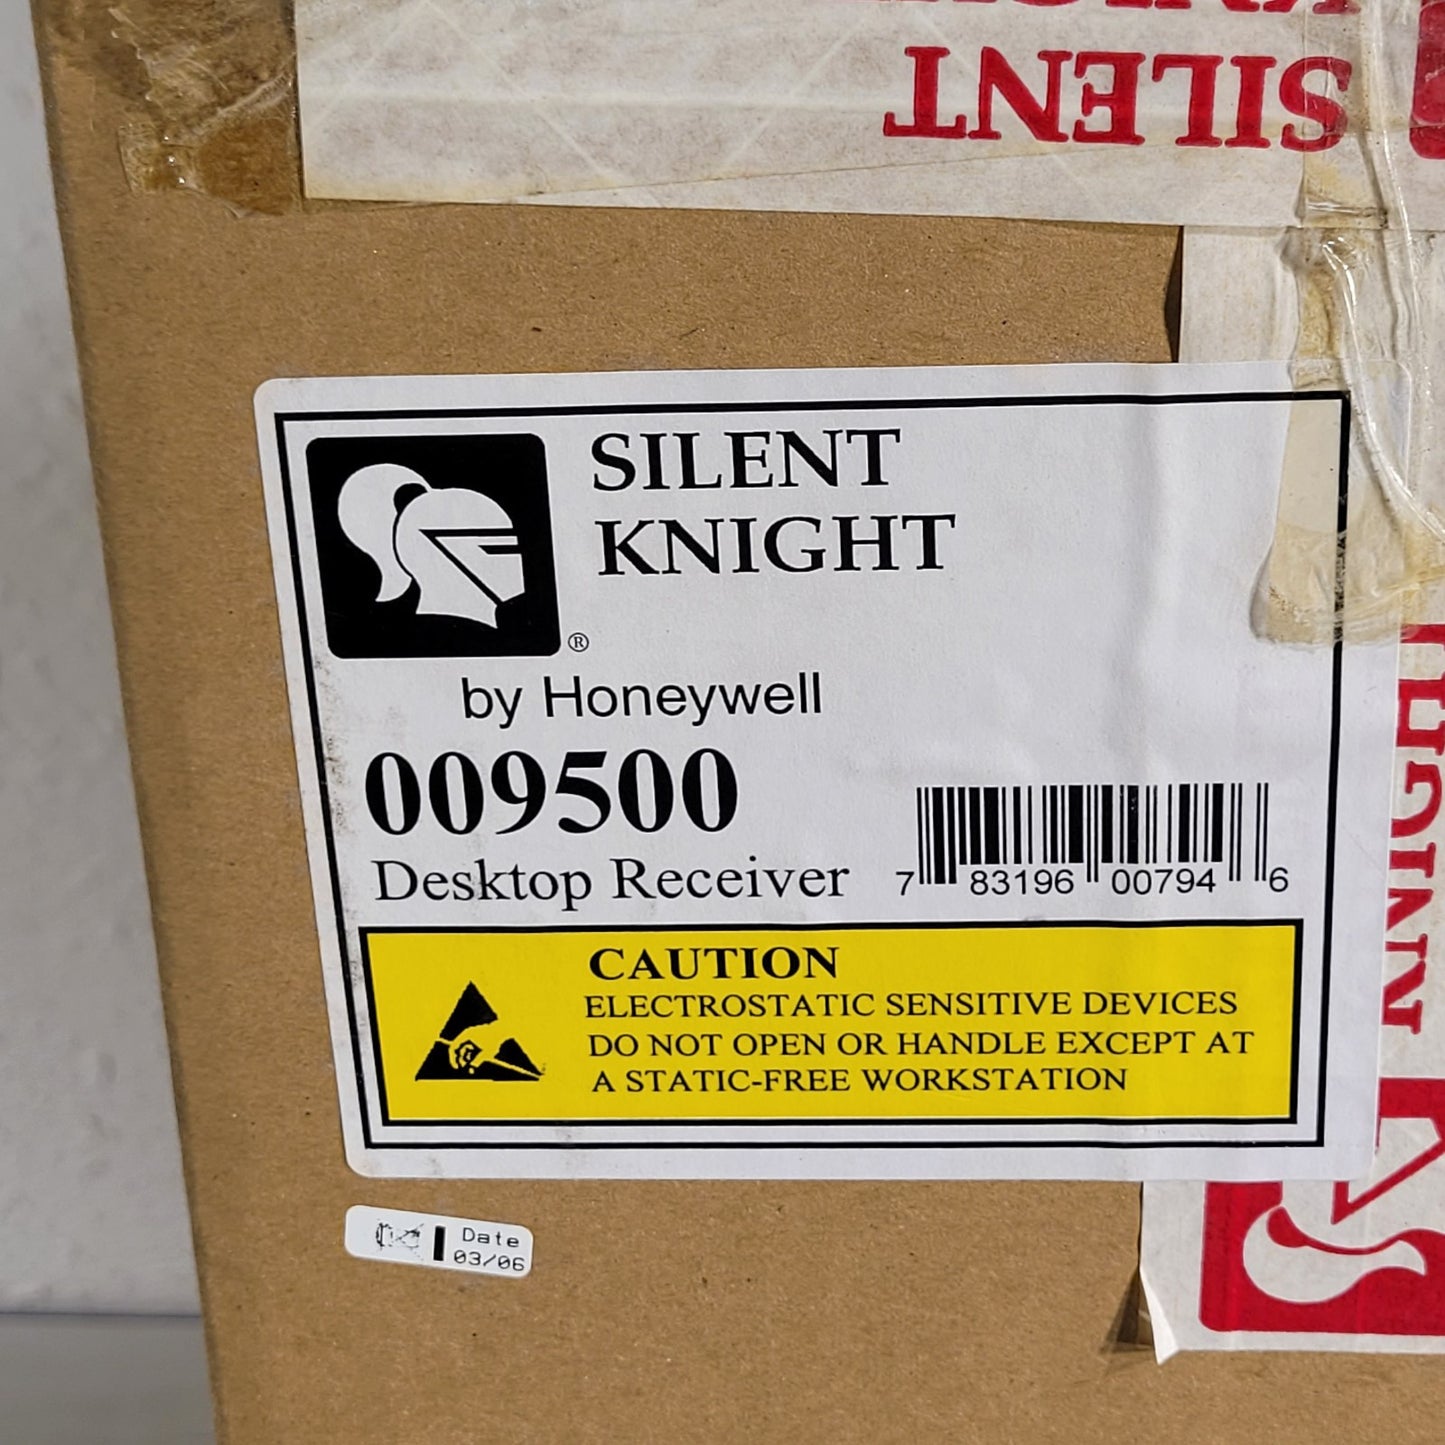 KNIGHT
SILENT
SILENT
KNIGHT
®
by Honeywell
009500
Desktop Receiver
7 83196 00794 6
CAUTION
ELECTROSTATIC SENSITIVE DEVICES
DO NOT OPEN OR HANDLE EXCEPT AT
A STATIC-FREE WORKSTATION
Date
03/06